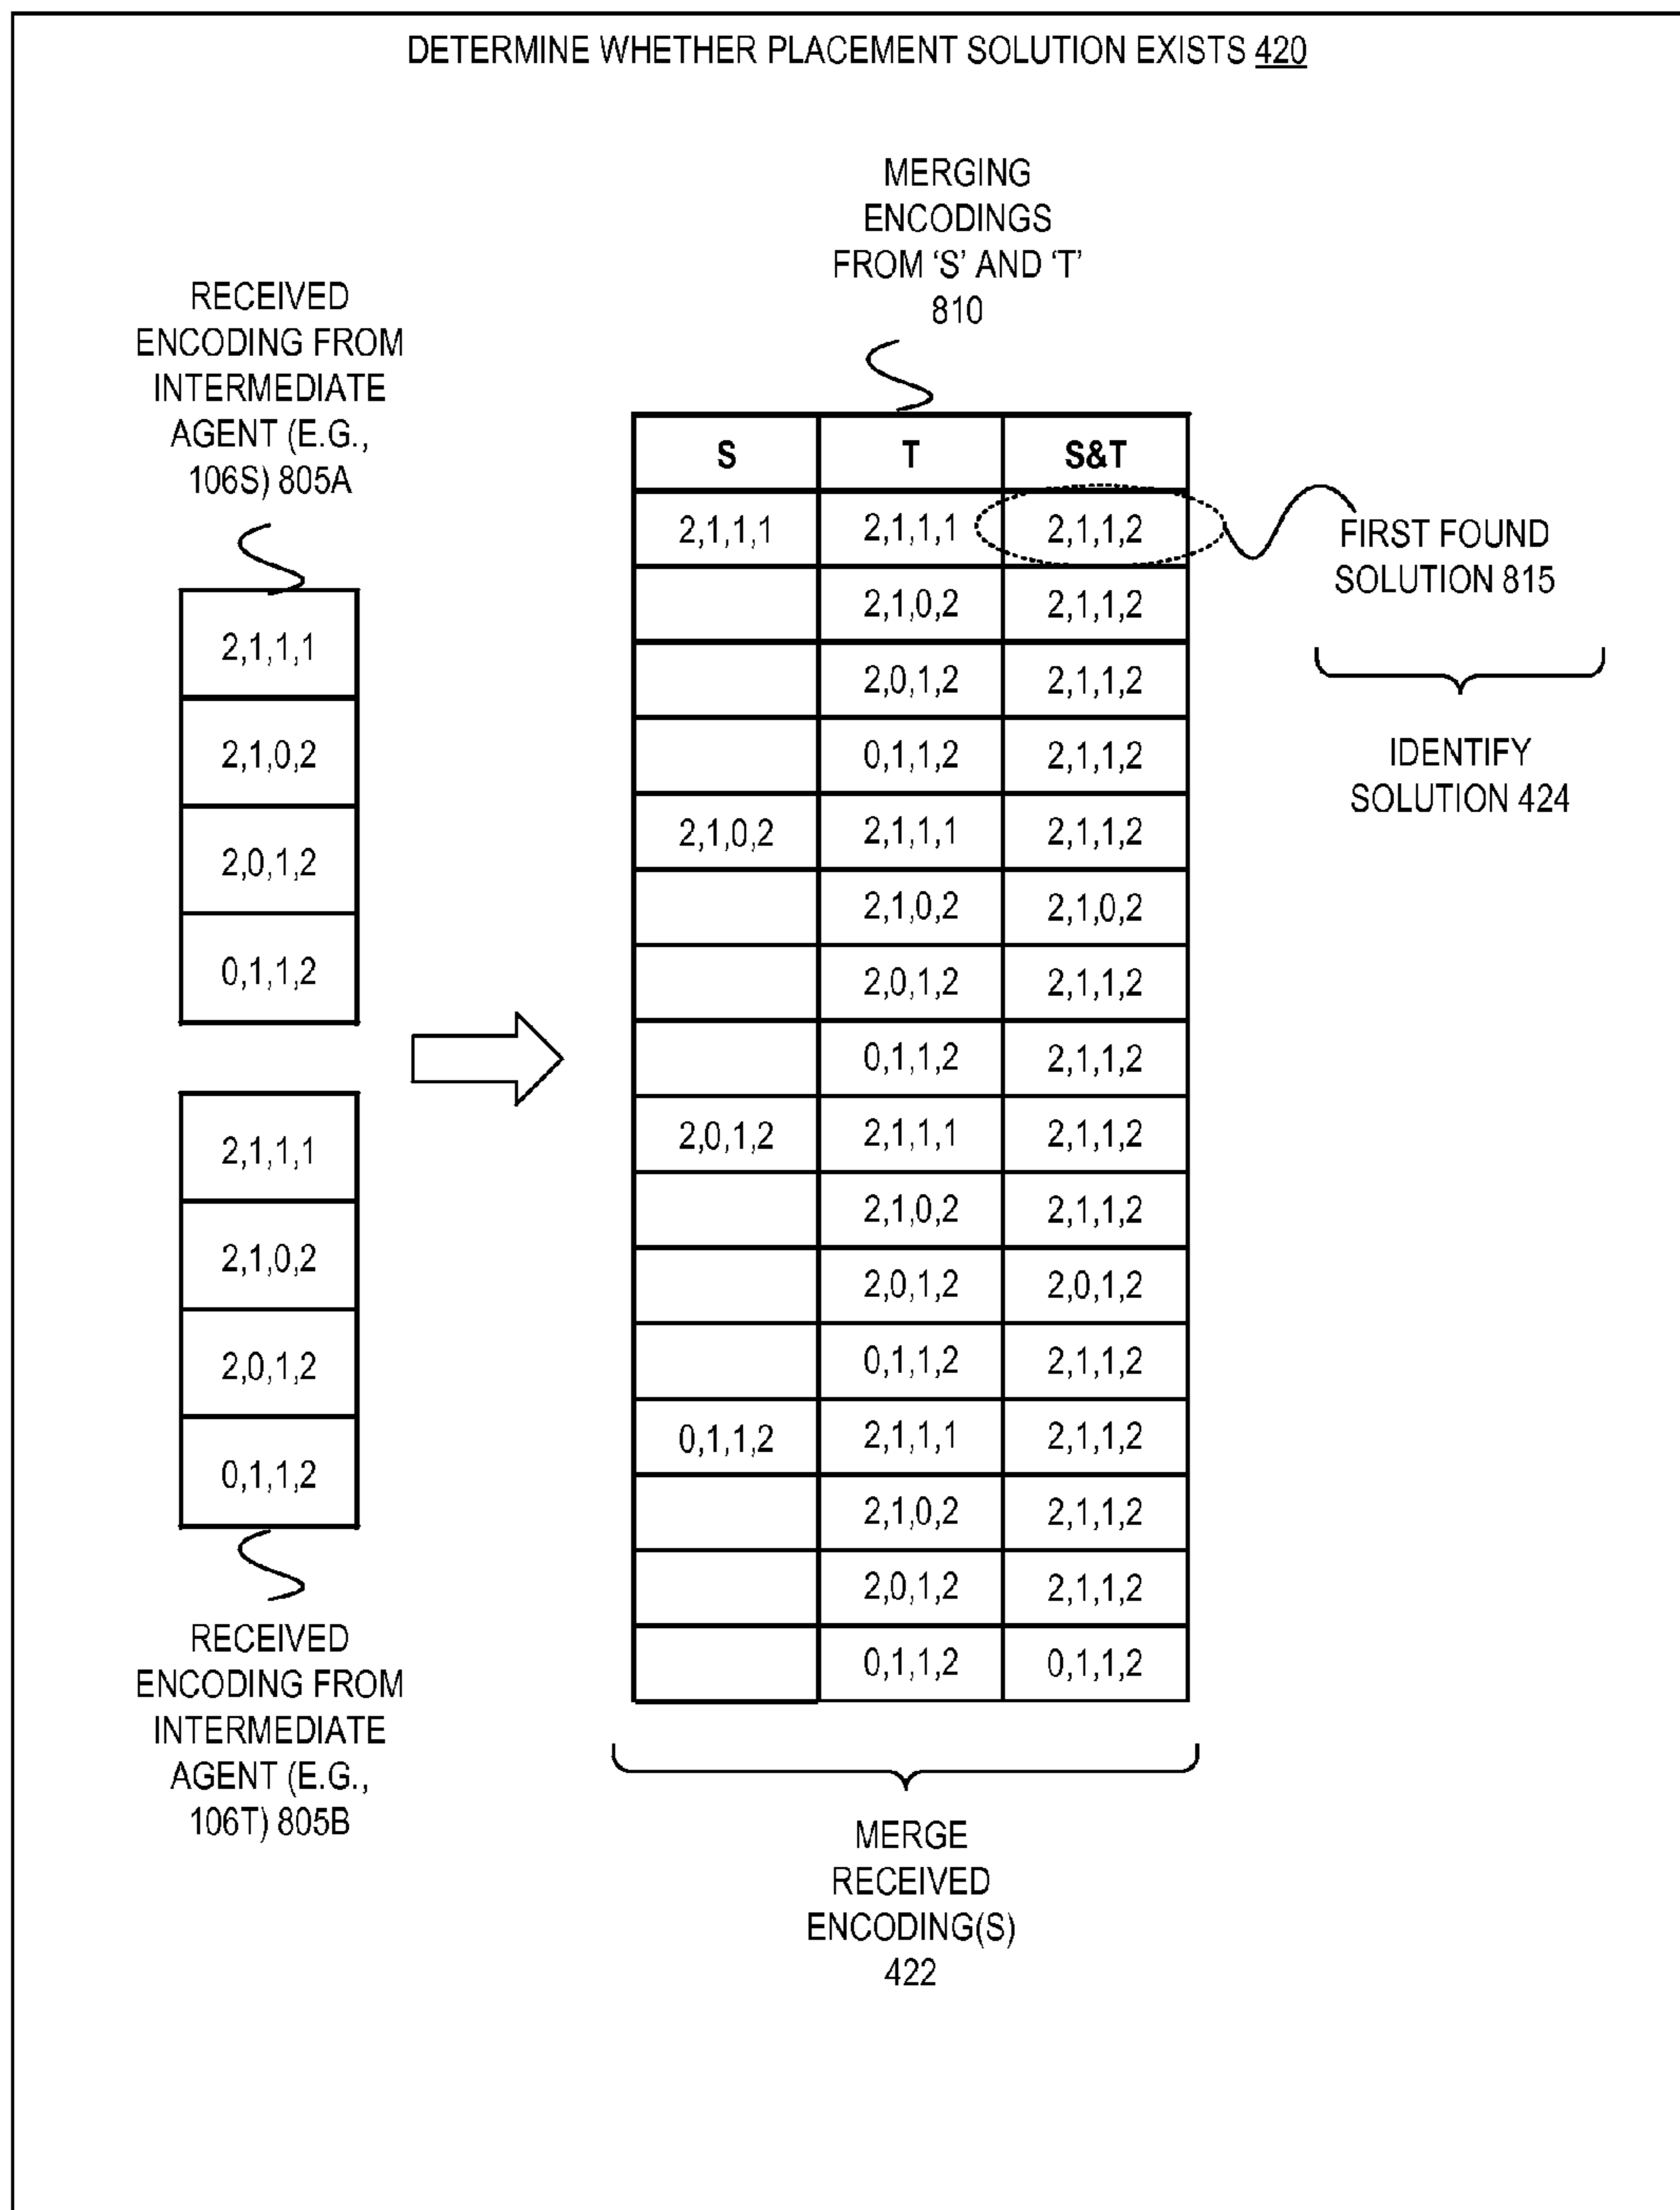 DETERMINE WHETHER PLACEMENT SOLUTION EXISTS 420
RECEIVED
ENCODING FROM
INTERMEDIATE
AGENT (E.G.,
106S) 805A
2,1,1,1
2,1,0,2
2,0,1,2
0,1,1,2
2,1,1,1
2,1,0,2
2,0,1,2
0,1,1,2
RECEIVED
ENCODING FROM
INTERMEDIATE
AGENT (E.G.,
106T) 805B
MERGING
ENCODINGS
FROM ‘S’ AND ‘T’
810
S T S&T
2,1,1,1 2,1,1,1 2,1,1,2
2,1,0,2 2,1,1,2
2,0,1,2 2,1,1,2
0,1,1,2 2,1,1,2
2,1,0,2 2,1,1,1 2,1,1,2
2,1,0,2 2,1,0,2
2,0,1,2 2,1,1,2
0,1,1,2 2,1,1,2
2,0,1,2 2,1,1,1 2,1,1,2
2,1,0,2 2,1,1,2
2,0,1,2 2,0,1,2
0,1,1,2 2,1,1,2
0,1,1,2 2,1,1,1 2,1,1,2
2,1,0,2 2,1,1,2
2,0,1,2 2,1,1,2
0,1,1,2 0,1,1,2
MERGE
RECEIVED
ENCODING(S)
422
FIRST FOUND
SOLUTION 815
IDENTIFY
SOLUTION 424